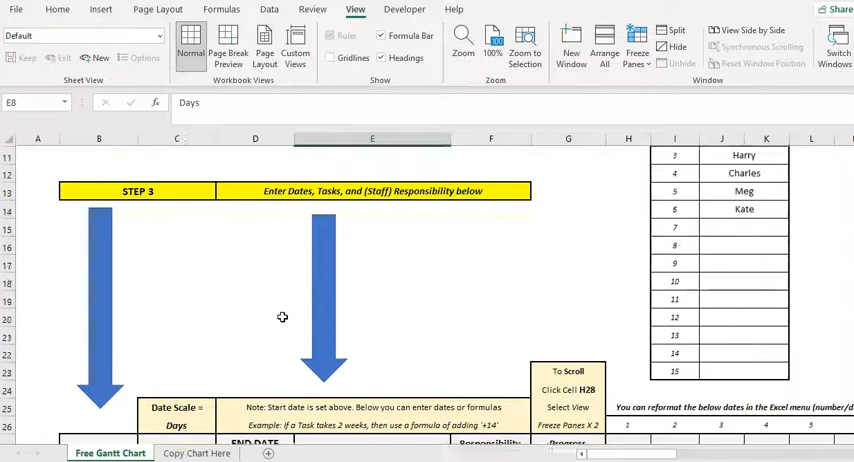 File Home Insert Page Layout Formulas Data Developer Review View Developer Help Share
Default
Keep Exit New Options
Sheet View
Normal Page Break Preview Page Layout Custom Views
Workbook Views
Ruler Formula Bar
Gridlines Headings
Show
Zoom 100% Zoom to Selection
Zoom
New Window Arrange All Freeze Panes
Split
Hide
Unhide
View Side by Side
Synchronous Scrolling
Reset Window Position
Window
Switch Windows
E8 fx Days
A B C D E F G H I J K L
11 3 Harry
12 4 Charles
13 STEP 3 Enter Dates, Tasks, and (Staff) Responsibility below 5 Meg
14 6 Kate
15 7
16 8
17 9
18 10
19 11
20 12
21 13
22 14
23 To Scroll 15
24 Click Cell H28
25 Date Scale = Note: Start date is set above. Below you can enter dates or formulas Select View You can reformat the below dates in the Excel menu (number/d
26 Days Example: If a Task takes 2 weeks, then use a formula of adding '+14' Freeze Panes X 2 1 2 3 4 5
END DATE Responsibility Progress
Free Gantt Chart Copy Chart Here